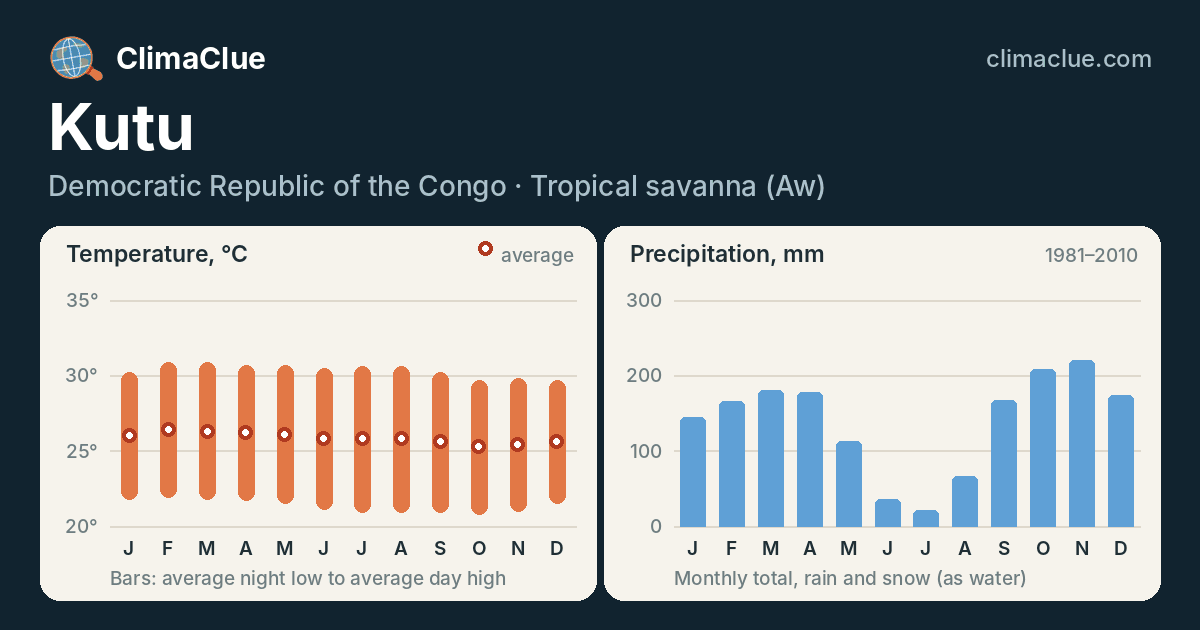 ClimaClue
climaclue.com
Kutu
Democratic Republic of the Congo · Tropical savanna (Aw)
Temperature, °C
average
35°
30°
25°
20°
J F M A M J J A S O N D
Bars: average night low to average day high
Precipitation, mm
1981–2010
300
200
100
0
J F M A M J J A S O N D
Monthly total, rain and snow (as water)